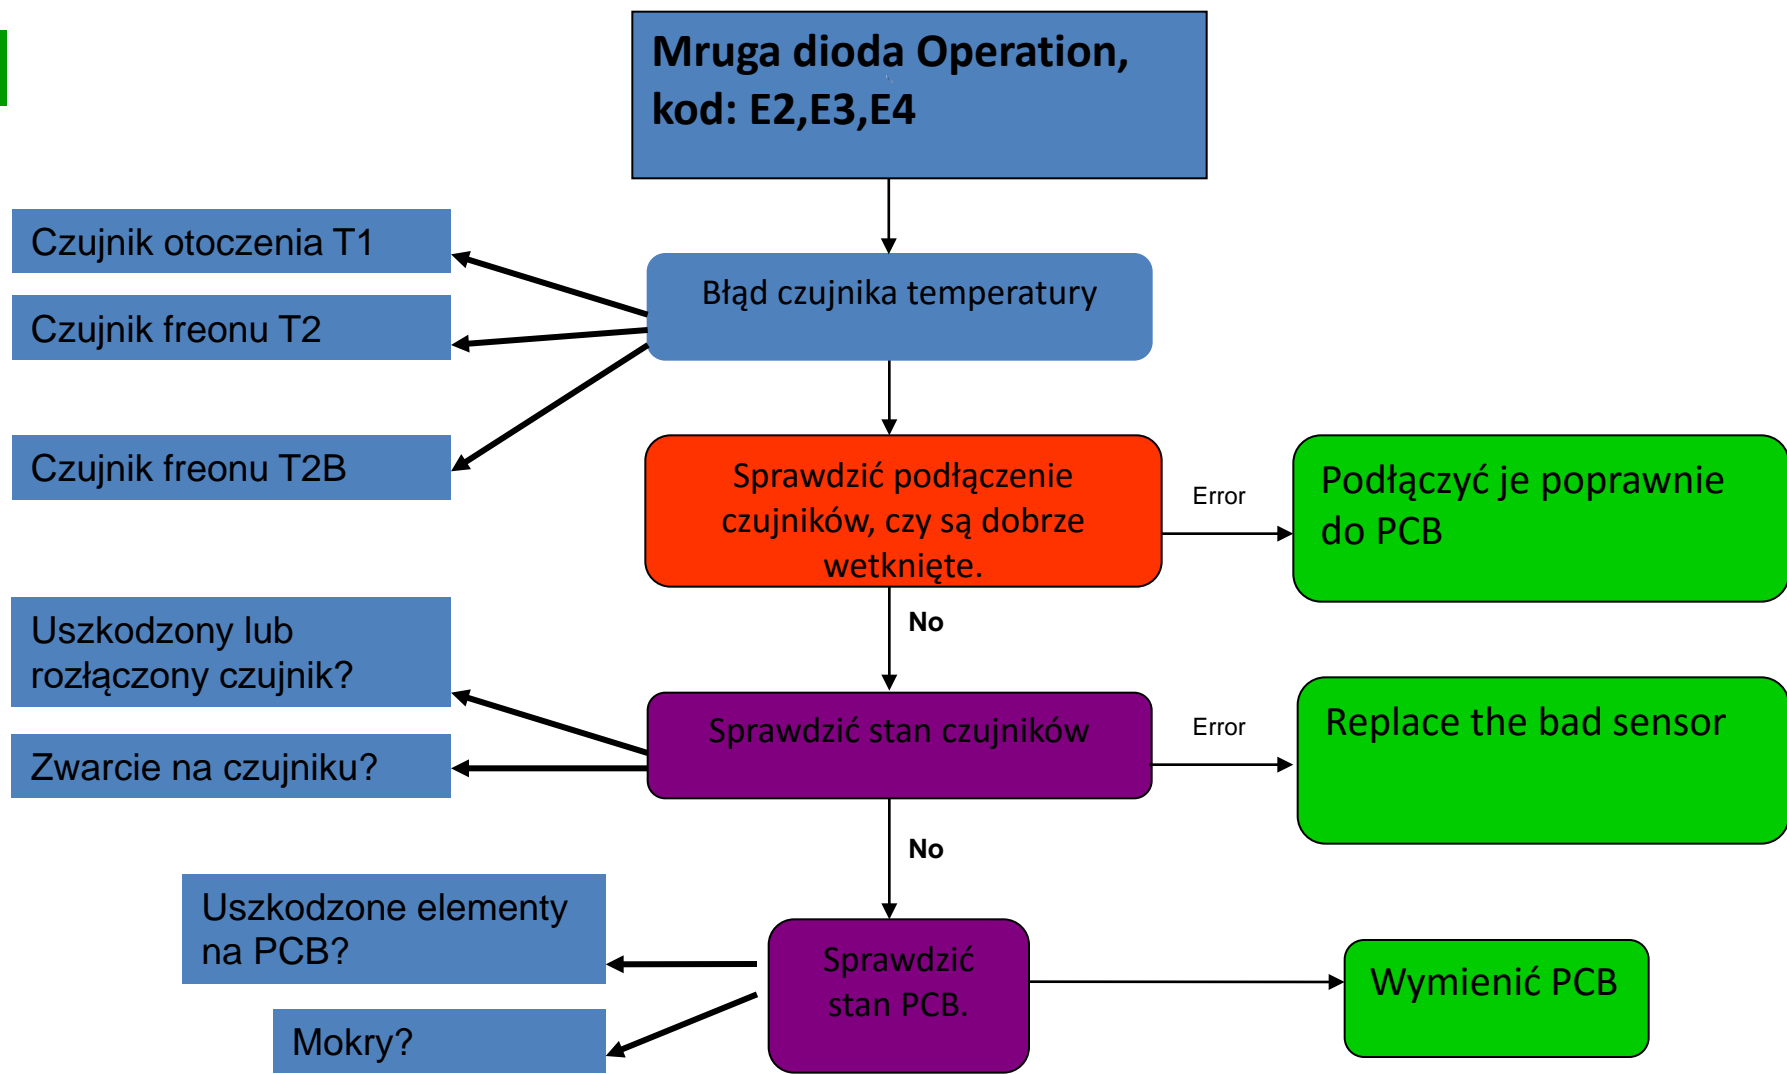 Mruga dioda Operation,
kod: E2,E3,E4
Czujnik otoczenia T1
Błąd czujnika temperatury
Czujnik freonu T2
Czujnik freonu T2B
Sprawdzić podłączenie
czujników, czy są dobrze
wetknięte.
Error
Podłączyć je poprawnie
do PCB
No
Uszkodzony lub
rozłączony czujnik?
Sprawdzić stan czujników
Error
Replace the bad sensor
Zwarcie na czujniku?
No
Uszkodzone elementy
na PCB?
Sprawdzić
stan PCB.
Wymienić PCB
Mokry?